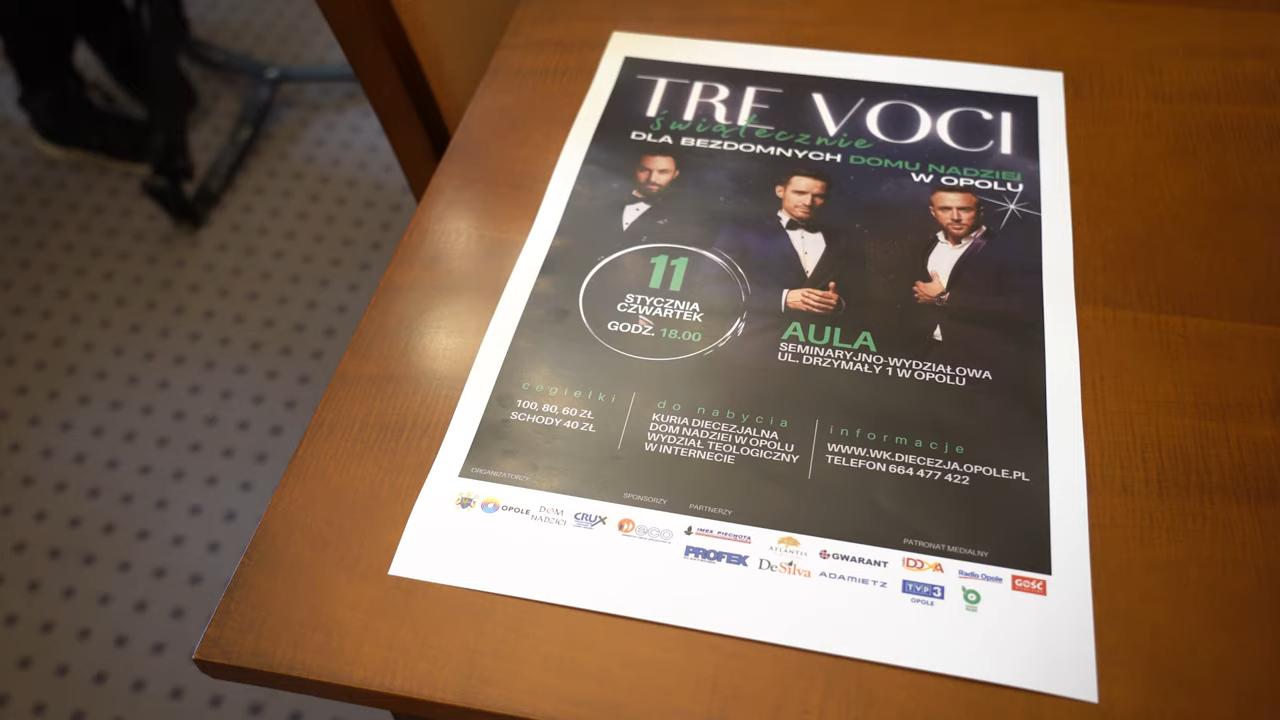 TRE VOCI
świątecznie
DLA BEZDOMNYCH DOMU NADZIEI
W OPOLU
11
STYCZNIA
CZWARTEK
GODZ. 18.00
AULA
SEMINARYJNO-WYDZIAŁOWA
UL. DRZYMAŁY 1 W OPOLU
cegiełki
100, 80, 60 ZŁ
SCHODY 40 ZŁ
do nabycia
KURIA DIECEZJALNA
DOM NADZIEI W OPOLU
WYDZIAŁ TEOLOGICZNY
W INTERNECIE
informacje
WWW.WK.DIECEZJA.OPOLE.PL
TELEFON 664 477 422
ORGANIZATORZY
SPONSORZY
PARTNERZY
PATRONAT MEDIALNY
OPOLE
DOM
NADZIEI
CRUX
eco
IMEX PIECHOTA
PROFEX
ATLANTIS
DeSilva
GWARANT
ADAMIETZ
DOXA
TVP3
OPOLE
Radio Opole
GOŚĆ